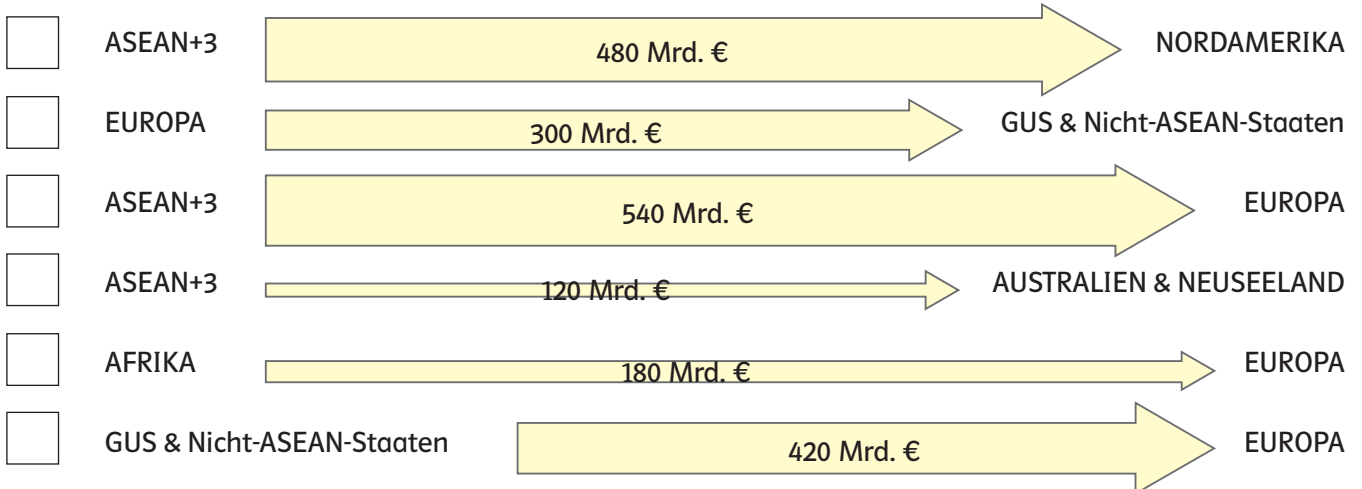 ASEAN+3 480 Mrd. € NORDAMERIKA
EUROPA 300 Mrd. € GUS & Nicht-ASEAN-Staaten
ASEAN+3 540 Mrd. € EUROPA
ASEAN+3 120 Mrd. € AUSTRALIEN & NEUSEELAND
AFRIKA 180 Mrd. € EUROPA
GUS & Nicht-ASEAN-Staaten 420 Mrd. € EUROPA